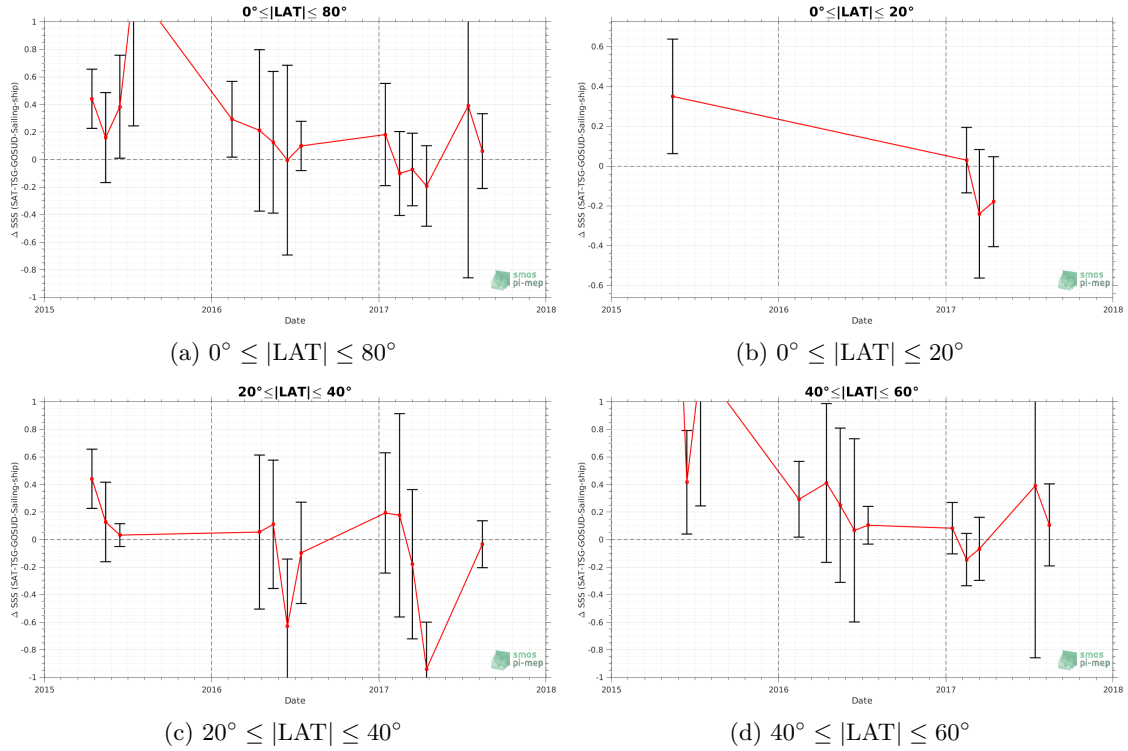 0°≤|LAT|≤ 80°
1
0.8
0.6
0.4
0.2
0
-0.2
-0.4
-0.6
-0.8
-1
Δ SSS (SAT-TSG-GOSUD-Sailing-ship)
2015
2016
2017
2018
Date
smos
pi-mep
(a) 0° ≤ |LAT| ≤ 80°
0°≤|LAT|≤ 20°
0.6
0.4
0.2
0
-0.2
-0.4
-0.6
Δ SSS (SAT-TSG-GOSUD-Sailing-ship)
2015
2016
2017
2018
Date
smos
pi-mep
(b) 0° ≤ |LAT| ≤ 20°
20°≤|LAT|≤ 40°
1
0.8
0.6
0.4
0.2
0
-0.2
-0.4
-0.6
-0.8
-1
Δ SSS (SAT-TSG-GOSUD-Sailing-ship)
2015
2016
2017
2018
Date
smos
pi-mep
(c) 20° ≤ |LAT| ≤ 40°
40°≤|LAT|≤ 60°
1
0.8
0.6
0.4
0.2
0
-0.2
-0.4
-0.6
-0.8
-1
Δ SSS (SAT-TSG-GOSUD-Sailing-ship)
2015
2016
2017
2018
Date
smos
pi-mep
(d) 40° ≤ |LAT| ≤ 60°